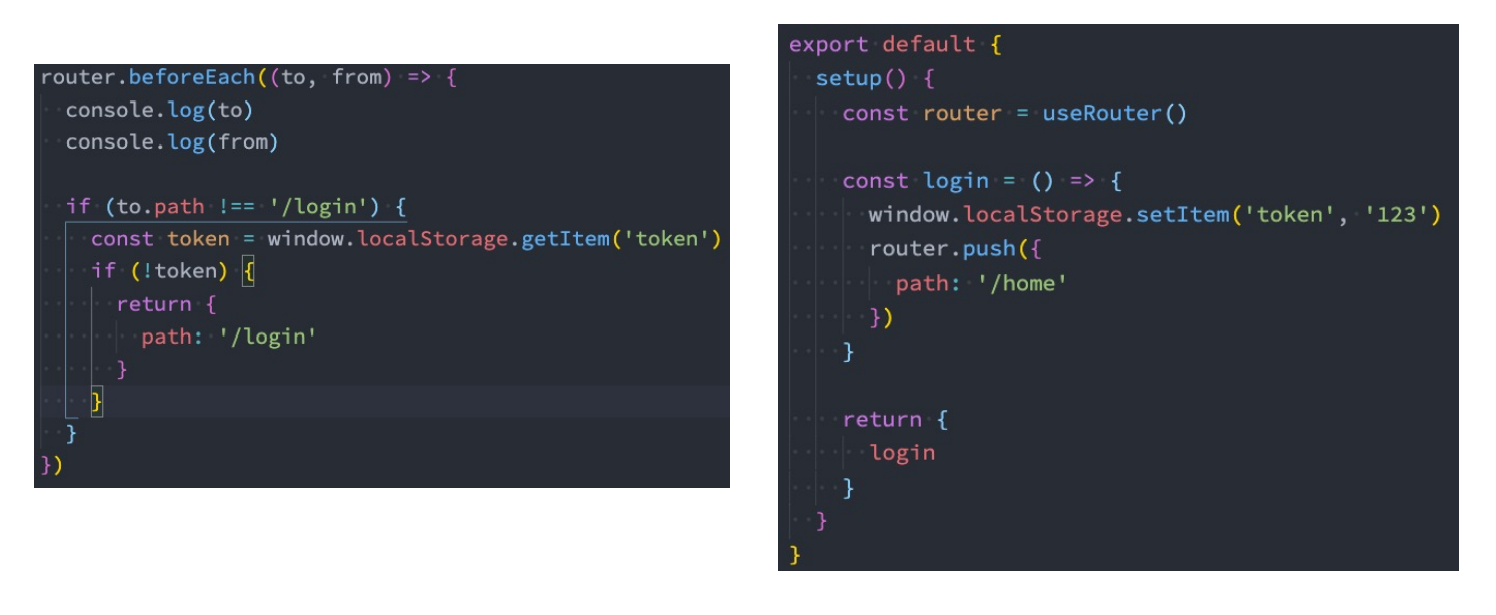 router.beforeEach((to, from) => {
  console.log(to)
  console.log(from)

  if (to.path !== '/login') {
    const token = window.localStorage.getItem('token')
    if (!token) {
      return {
        path: '/login'
      }
    }
  }
})
export default {
  setup() {
    const router = useRouter()

    const login = () => {
      window.localStorage.setItem('token', '123')
      router.push({
        path: '/home'
      })
    }

    return {
      login
    }
  }
}